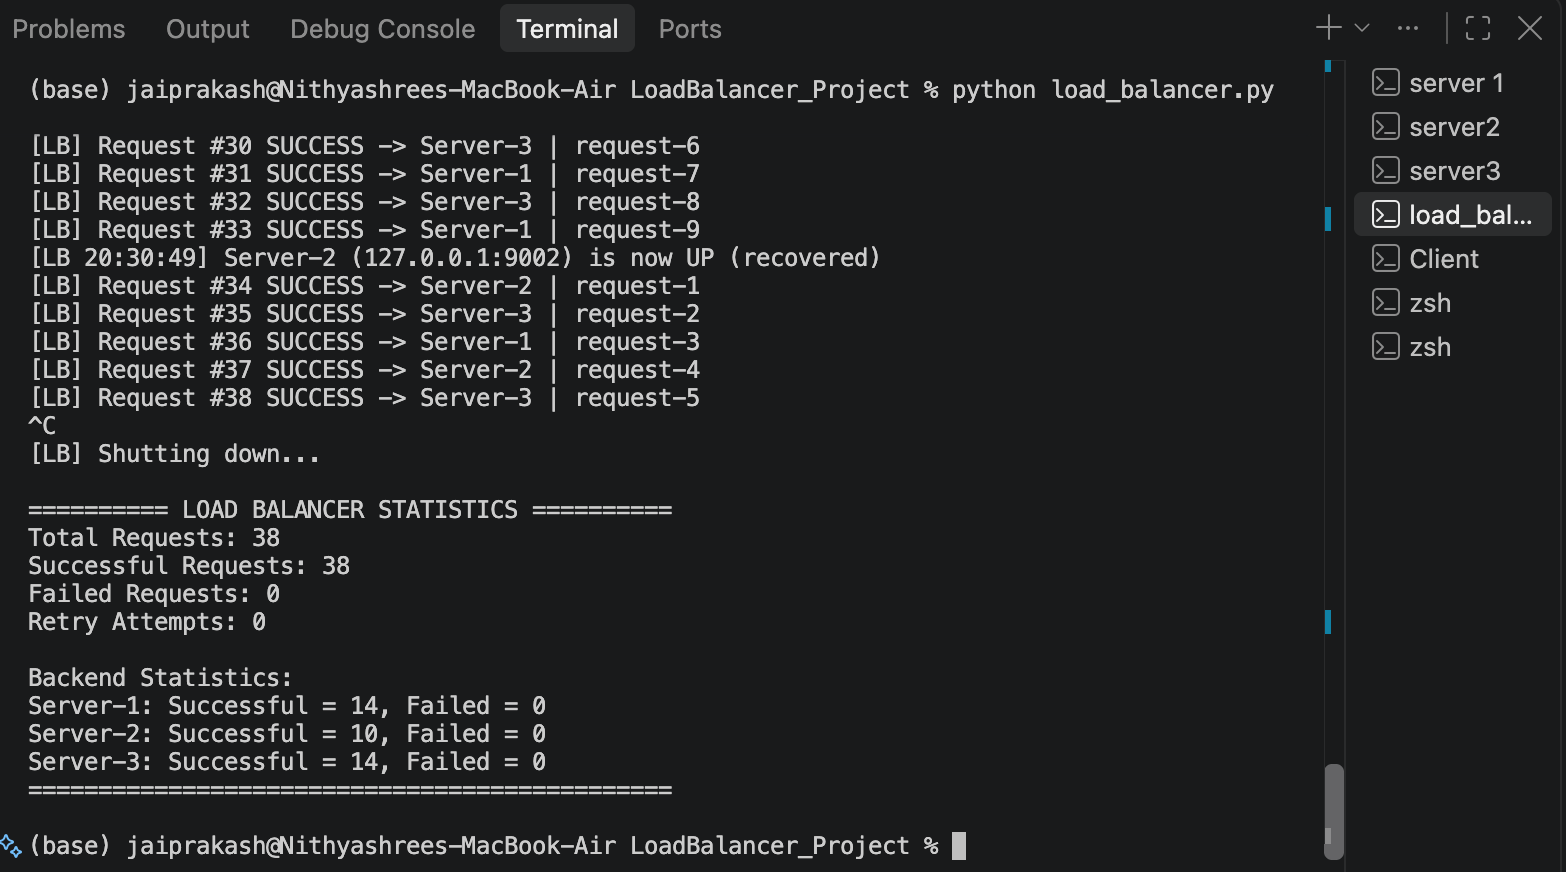 Problems Output Debug Console Terminal Ports
(base) jaiprakash@Nithyashrees-MacBook-Air LoadBalancer_Project % python load_balancer.py
[LB] Request #30 SUCCESS -> Server-3 | request-6
[LB] Request #31 SUCCESS -> Server-1 | request-7
[LB] Request #32 SUCCESS -> Server-3 | request-8
[LB] Request #33 SUCCESS -> Server-1 | request-9
[LB 20:30:49] Server-2 (127.0.0.1:9002) is now UP (recovered)
[LB] Request #34 SUCCESS -> Server-2 | request-1
[LB] Request #35 SUCCESS -> Server-3 | request-2
[LB] Request #36 SUCCESS -> Server-1 | request-3
[LB] Request #37 SUCCESS -> Server-2 | request-4
[LB] Request #38 SUCCESS -> Server-3 | request-5
^C
[LB] Shutting down...
========== LOAD BALANCER STATISTICS ==========
Total Requests: 38
Successful Requests: 38
Failed Requests: 0
Retry Attempts: 0
Backend Statistics:
Server-1: Successful = 14, Failed = 0
Server-2: Successful = 10, Failed = 0
Server-3: Successful = 14, Failed = 0
==============================================
(base) jaiprakash@Nithyashrees-MacBook-Air LoadBalancer_Project %
server 1
server2
server3
load_bal...
Client
zsh
zsh